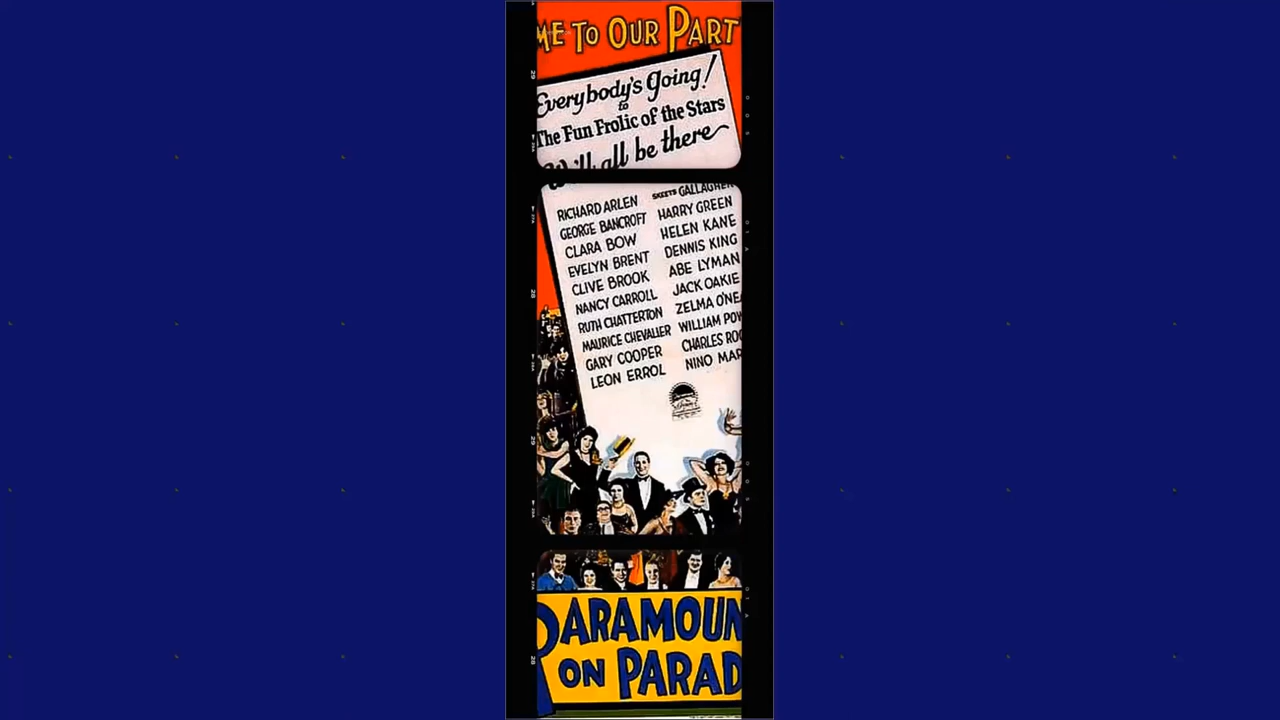 ME TO OUR PART
Everybody's Going!
to
The Fun Frolic of the Stars
We'll all be there
RICHARD ARLEN
GEORGE BANCROFT
CLARA BOW
EVELYN BRENT
CLIVE BROOK
NANCY CARROLL
RUTH CHATTERTON
MAURICE CHEVALIER
GARY COOPER
LEON ERROL
SKEETS GALLAGHER
HARRY GREEN
HELEN KANE
DENNIS KING
ABE LYMAN
JACK OAKIE
ZELMA O'NEA
WILLIAM POW
CHARLES ROG
NINO MAR
PARAMOUN
ON PARAD